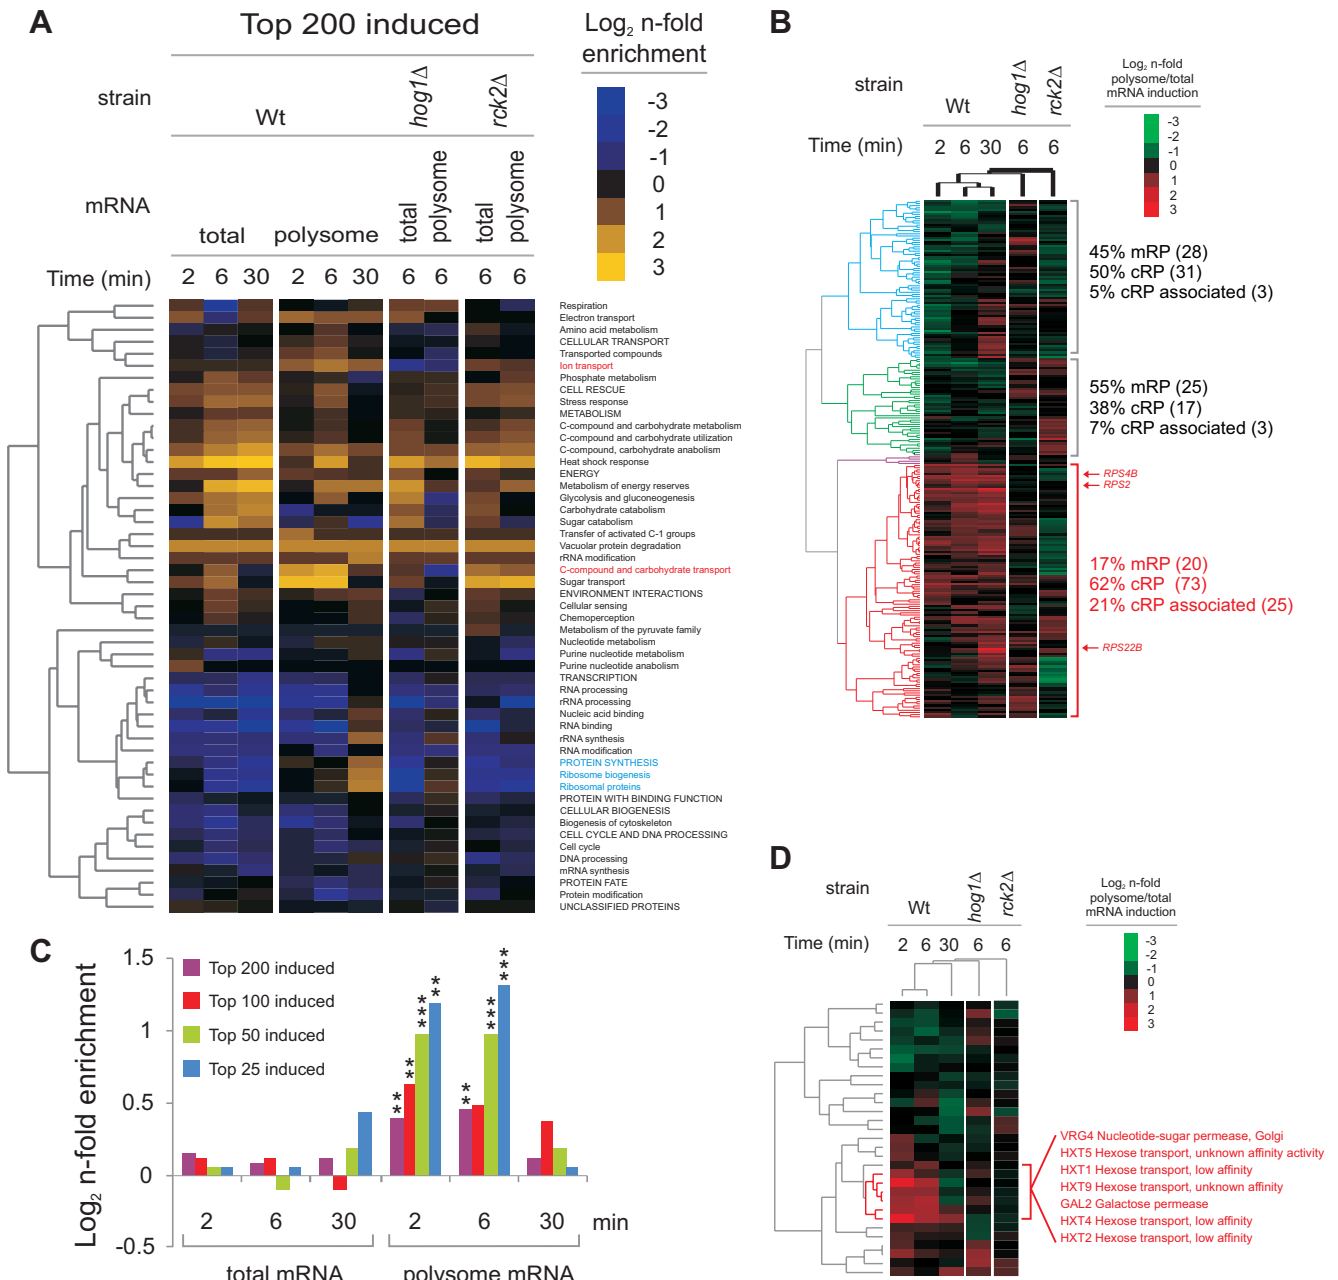 A
Top 200 induced
Log2 n-fold
enrichment
strain
Wt
hog1Δ
rck2Δ
-3
-2
-1
0
1
2
3
mRNA
total
polysome
total
polysome
total
polysome
Time (min)
2 6 30 2 6 30 6 6 6 6
Respiration
Electron transport
Amino acid metabolism
CELLULAR TRANSPORT
Transported compounds
Ion transport
Phosphate metabolism
CELL RESCUE
Stress response
METABOLISM
C-compound and carbohydrate metabolism
C-compound and carbohydrate utilization
C-compound, carbohydrate anabolism
Heat shock response
ENERGY
Metabolism of energy reserves
Glycolysis and gluconeogenesis
Carbohydrate catabolism
Sugar catabolism
Transfer of activated C-1 groups
Vacuolar protein degradation
rRNA modification
C-compound and carbohydrate transport
Sugar transport
ENVIRONMENT INTERACTIONS
Cellular sensing
Chemoperception
Metabolism of the pyruvate family
Nucleotide metabolism
Purine nucleotide metabolism
Purine nucleotide anabolism
TRANSCRIPTION
RNA processing
rRNA processing
Nucleic acid binding
RNA binding
rRNA synthesis
RNA modification
PROTEIN SYNTHESIS
Ribosome biogenesis
Ribosomal proteins
PROTEIN WITH BINDING FUNCTION
CELLULAR BIOGENESIS
Biogenesis of cytoskeleton
CELL CYCLE AND DNA PROCESSING
Cell cycle
DNA processing
mRNA synthesis
PROTEIN FATE
Protein modification
UNCLASSIFIED PROTEINS
B
strain
Wt
hog1Δ
rck2Δ
Time (min)
2 6 30 6 6
Log2 n-fold
polysome/total
mRNA induction
-3
-2
-1
0
1
2
3
45% mRP (28)
50% cRP (31)
5% cRP associated (3)
55% mRP (25)
38% cRP (17)
7% cRP associated (3)
RPS4B
RPS2
17% mRP (20)
62% cRP (73)
21% cRP associated (25)
RPS22B
C
Log2 n-fold enrichment
1.5
1
0.5
0
-0.5
Top 200 induced
Top 100 induced
Top 50 induced
Top 25 induced
** ** *** ** ** *** ***
2 6 30 2 6 30 min
total mRNA
polysome mRNA
D
strain
Wt
hog1Δ
rck2Δ
Time (min)
2 6 30 6 6
Log2 n-fold
polysome/total
mRNA induction
-3
-2
-1
0
1
2
3
VRG4 Nucleotide-sugar permease, Golgi
HXT5 Hexose transport, unknown affinity activity
HXT1 Hexose transport, low affinity
HXT9 Hexose transport, unknown affinity
GAL2 Galactose permease
HXT4 Hexose transport, low affinity
HXT2 Hexose transport, low affinity